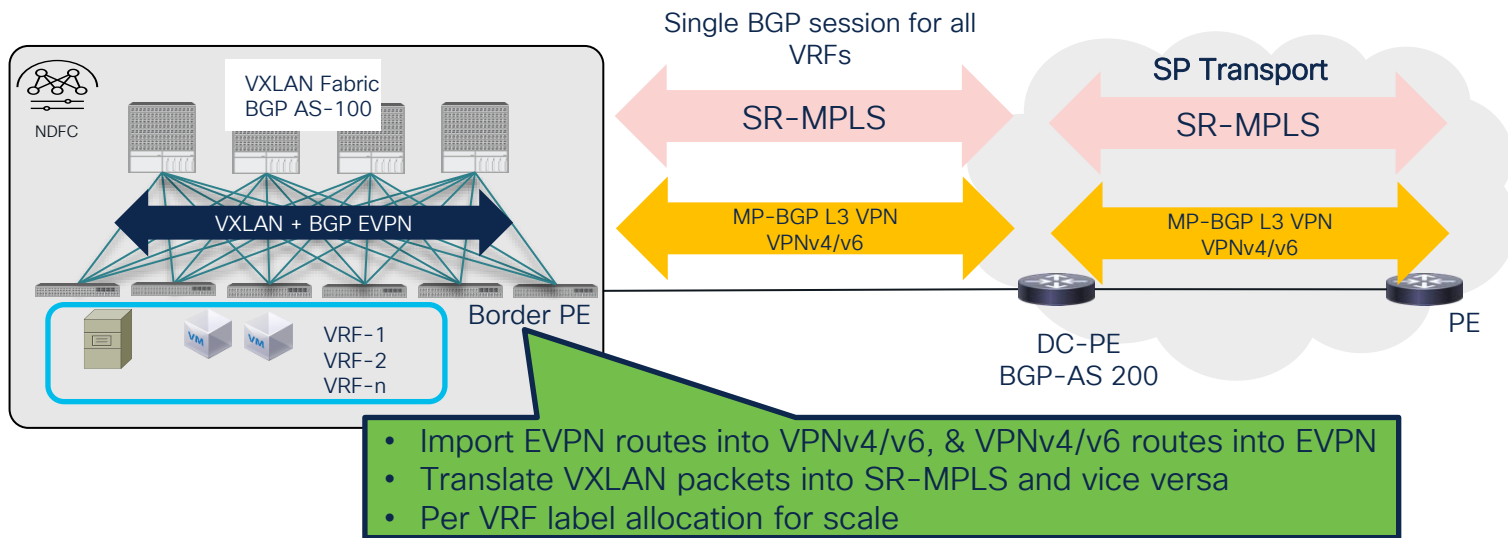 NDFC
VXLAN Fabric
BGP AS-100
VXLAN + BGP EVPN
VM
VM
VRF-1
VRF-2
VRF-n
Border PE
Single BGP session for all
VRFs
SR-MPLS
MP-BGP L3 VPN
VPNv4/v6
SP Transport
SR-MPLS
MP-BGP L3 VPN
VPNv4/v6
DC-PE
BGP-AS 200
PE
• Import EVPN routes into VPNv4/v6, & VPNv4/v6 routes into EVPN
• Translate VXLAN packets into SR-MPLS and vice versa
• Per VRF label allocation for scale